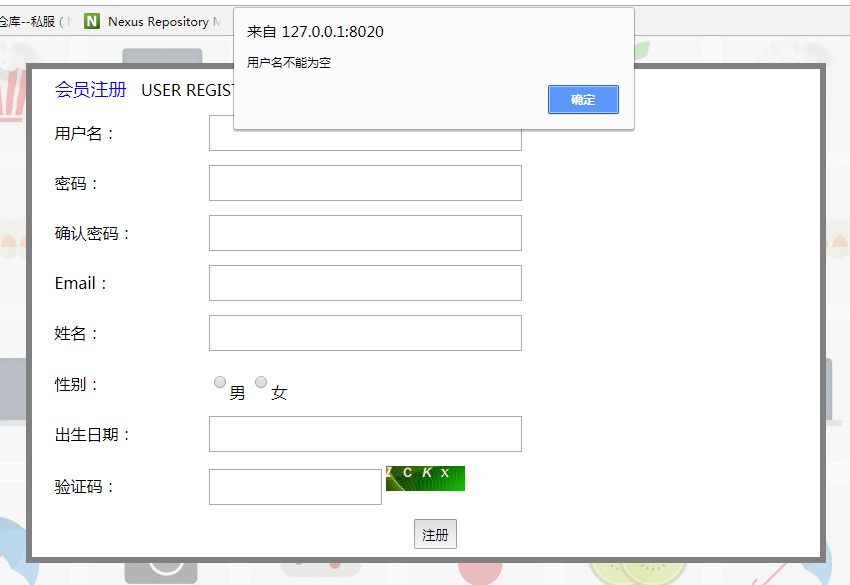 仓库--私服 (
N Nexus Repository M
来自 127.0.0.1:8020
用户名不能为空
确定
会员注册 USER REGIST
用户名：
密码：
确认密码：
Email：
姓名：
性别： 男 女
出生日期：
验证码： Z C K X
注册